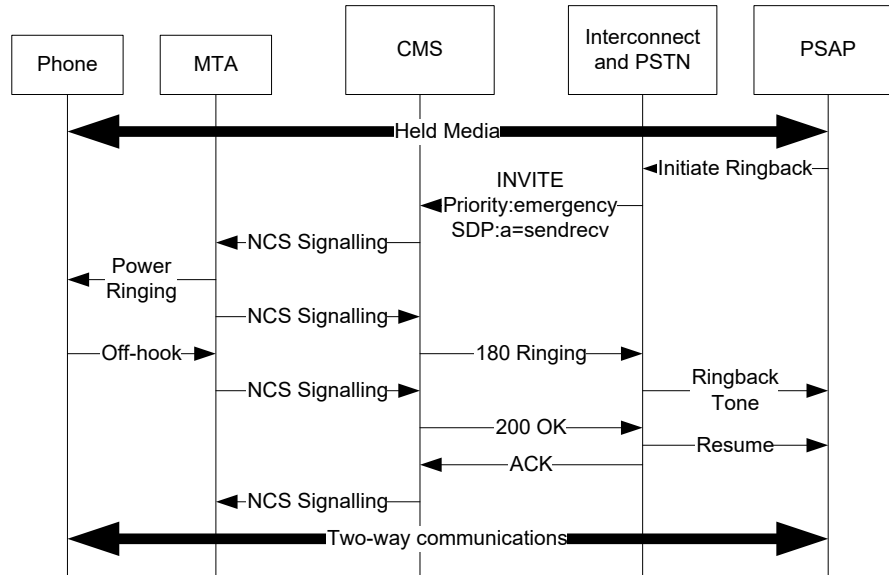 Phone
MTA
CMS
Interconnect
and PSTN
PSAP
Held Media
Initiate Ringback
INVITE
Priority:emergency
SDP:a=sendrecv
NCS Signalling
Power
Ringing
NCS Signalling
Off-hook
180 Ringing
NCS Signalling
Ringback
Tone
200 OK
Resume
ACK
NCS Signalling
Two-way communications